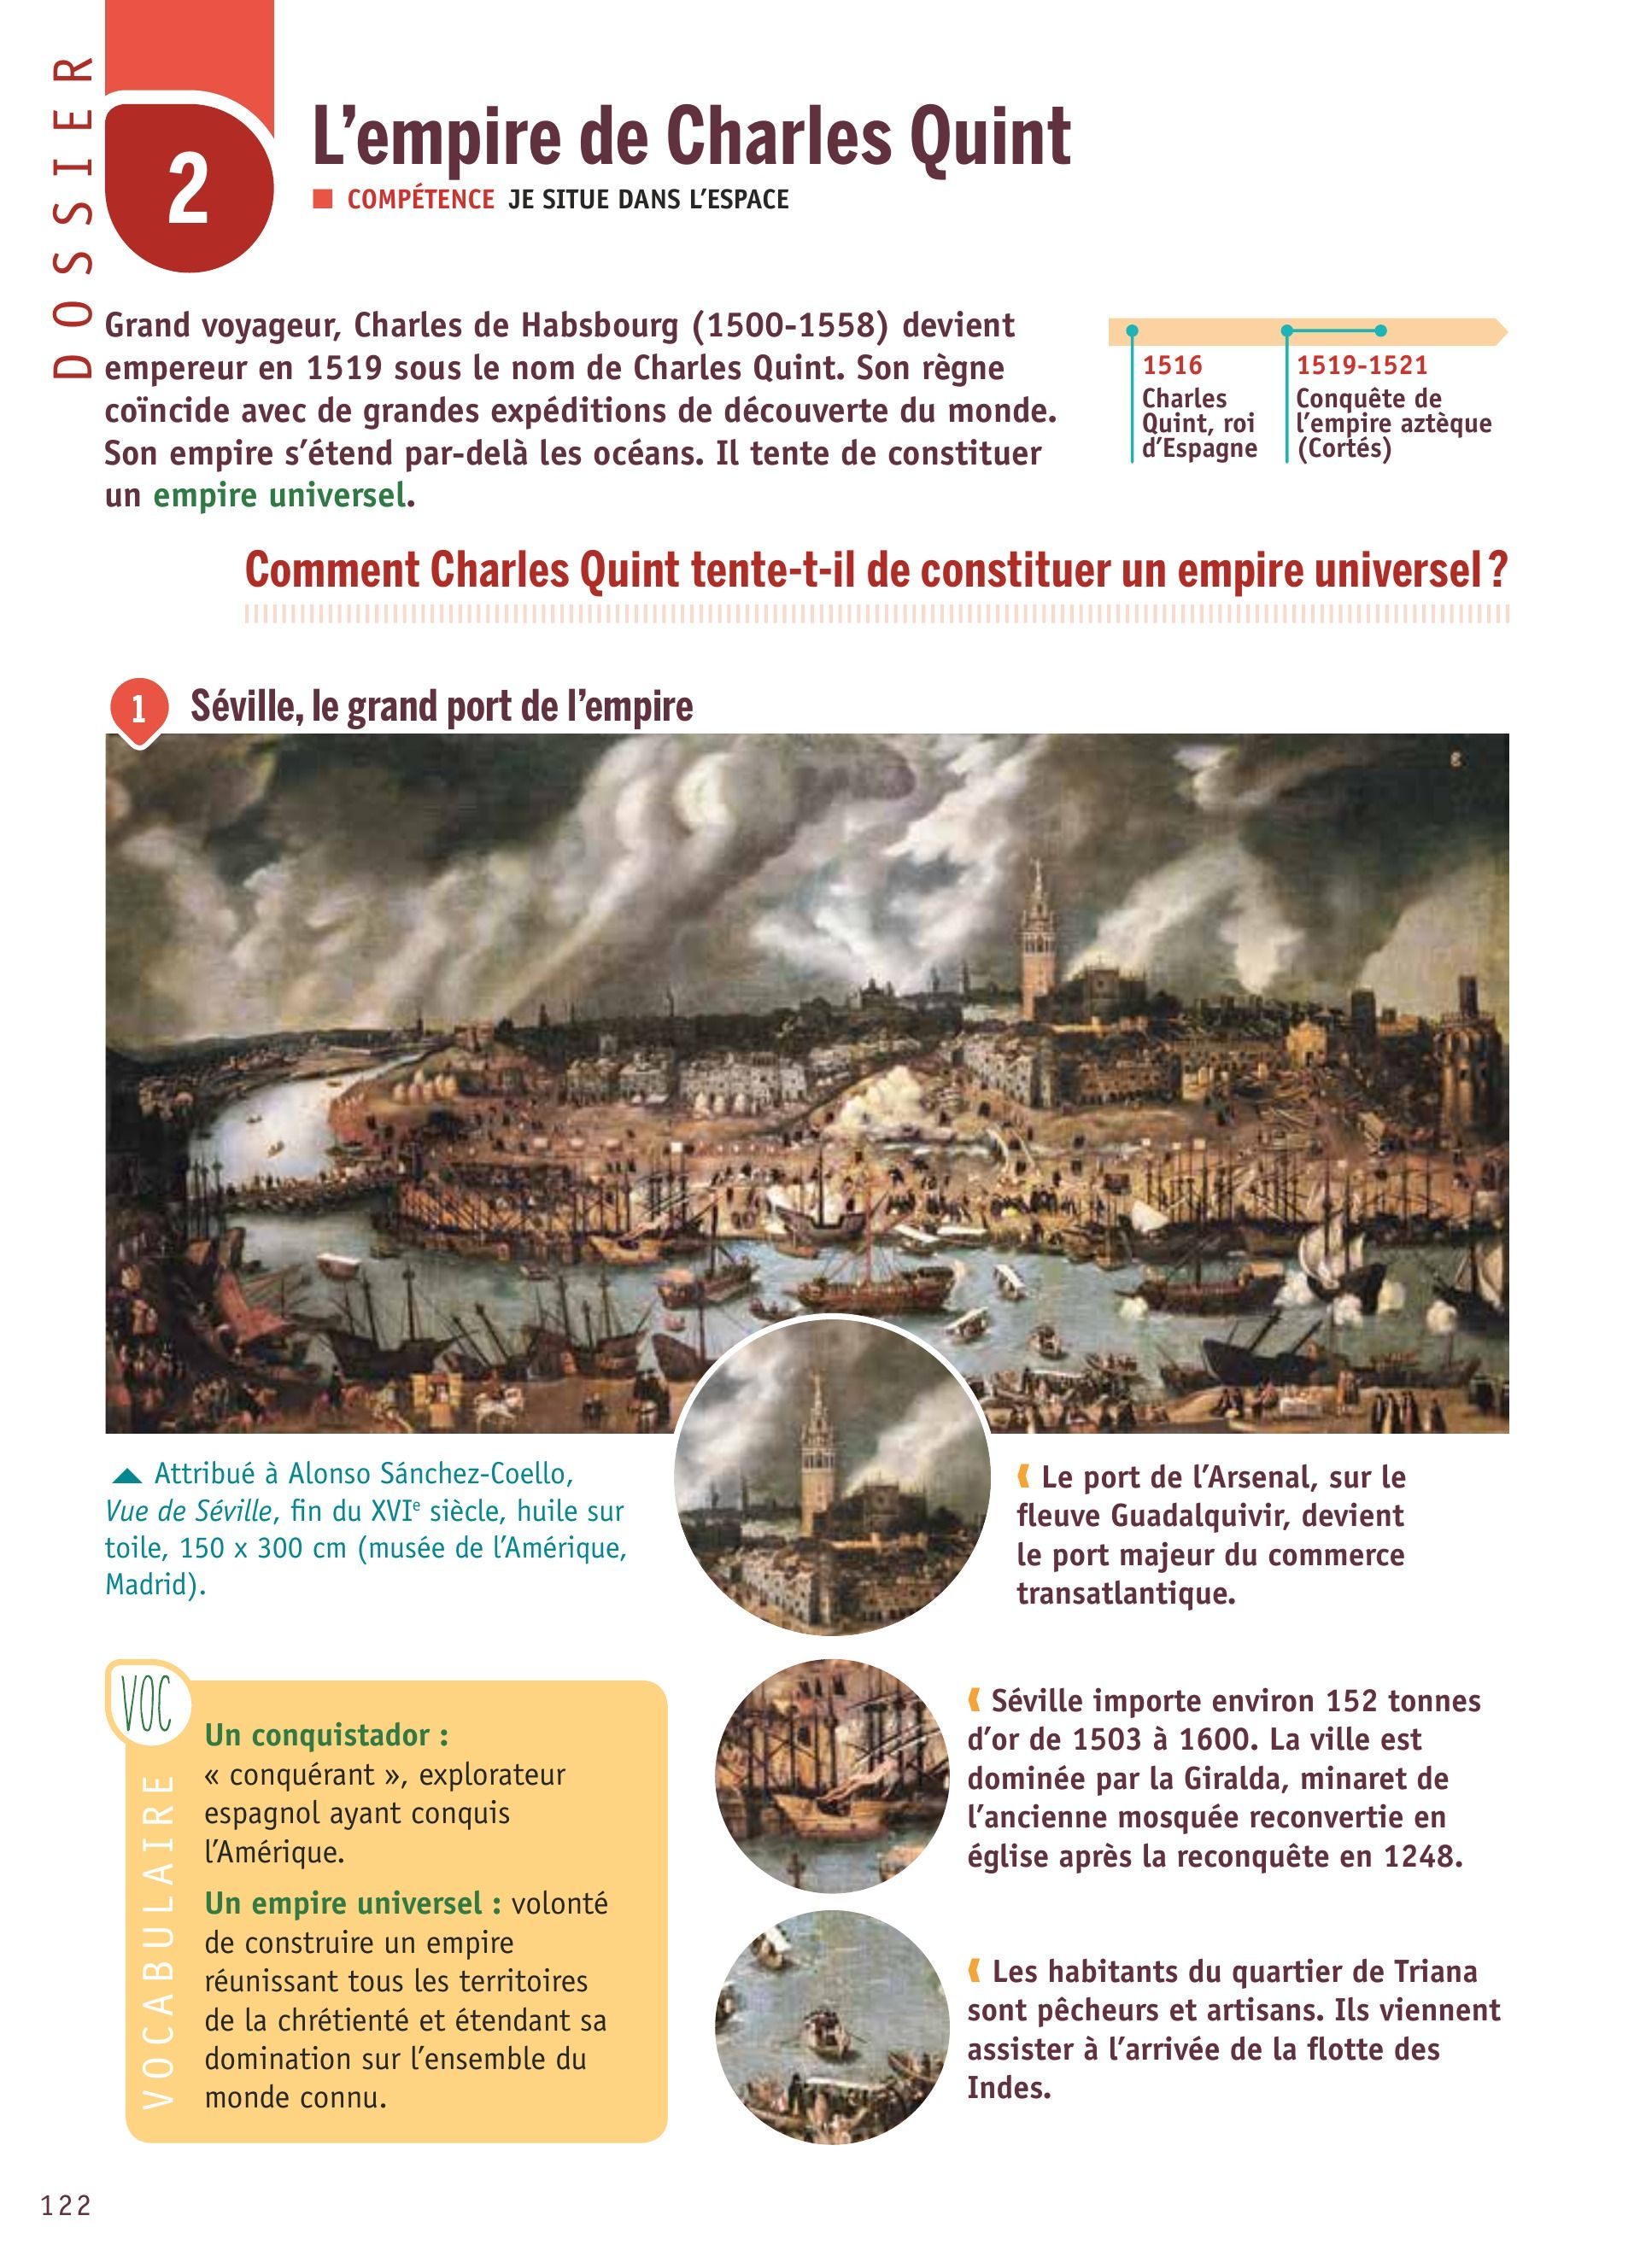 DOSSIER
2
L’empire de Charles Quint
COMPÉTENCE JE SITUE DANS L’ESPACE
Grand voyageur, Charles de Habsbourg (1500-1558) devient
empereur en 1519 sous le nom de Charles Quint. Son règne
coïncide avec de grandes expéditions de découverte du monde.
Son empire s’étend par-delà les océans. Il tente de constituer
un empire universel.
1516
Charles
Quint, roi
d’Espagne
1519-1521
Conquête de
l’empire aztèque
(Cortés)
Comment Charles Quint tente-t-il de constituer un empire universel ?
1 Séville, le grand port de l’empire
Attribué à Alonso Sánchez-Coello,
Vue de Séville, fin du XVIe siècle, huile sur
toile, 150 x 300 cm (musée de l’Amérique,
Madrid).
Le port de l’Arsenal, sur le
fleuve Guadalquivir, devient
le port majeur du commerce
transatlantique.
Séville importe environ 152 tonnes
d’or de 1503 à 1600. La ville est
dominée par la Giralda, minaret de
l’ancienne mosquée reconvertie en
église après la reconquête en 1248.
Les habitants du quartier de Triana
sont pêcheurs et artisans. Ils viennent
assister à l’arrivée de la flotte des
Indes.
VOC
VOCABULAIRE
Un conquistador :
« conquérant », explorateur
espagnol ayant conquis
l’Amérique.
Un empire universel : volonté
de construire un empire
réunissant tous les territoires
de la chrétienté et étendant sa
domination sur l’ensemble du
monde connu.
122